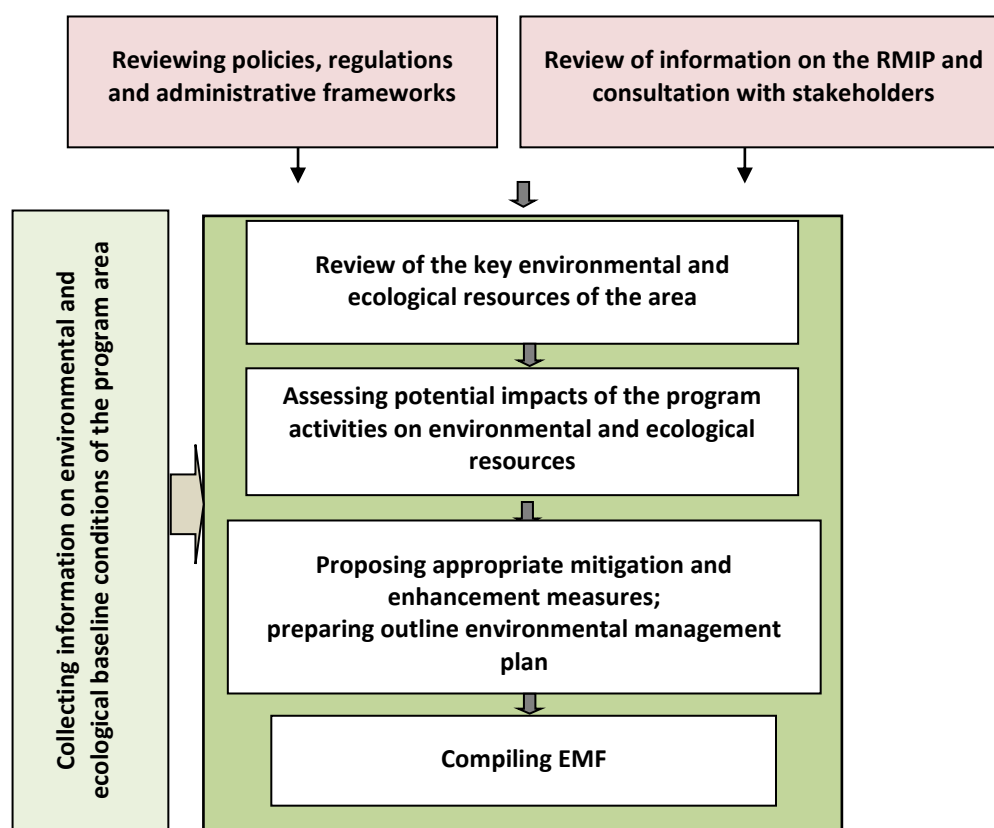 Reviewing policies, regulations
and administrative frameworks
Review of information on the RMIP and
consultation with stakeholders
Collecting information on environmental and
ecological baseline conditions of the program area
Review of the key environmental and
ecological resources of the area
Assessing potential impacts of the program
activities on environmental and ecological
resources
Proposing appropriate mitigation and
enhancement measures;
preparing outline environmental management
plan
Compiling EMF